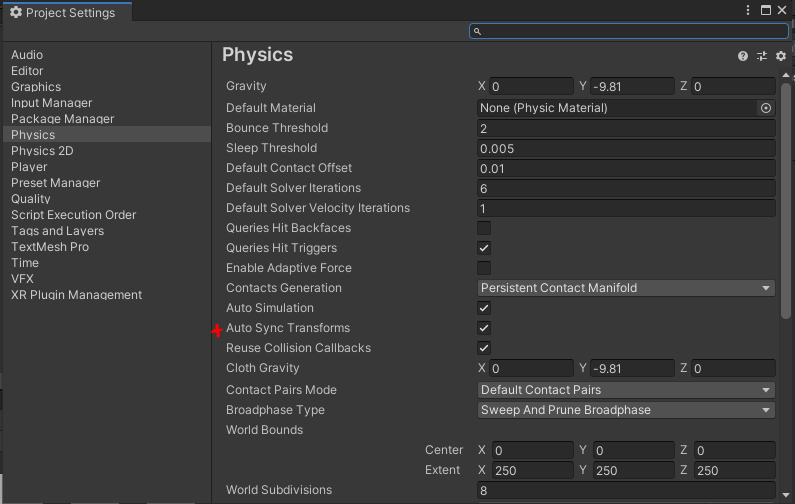 Project Settings
Audio
Editor
Graphics
Input Manager
Package Manager
Physics
Physics 2D
Player
Preset Manager
Quality
Script Execution Order
Tags and Layers
TextMesh Pro
Time
VFX
XR Plugin Management
Physics
Gravity X 0 Y -9.81 Z 0
Default Material None (Physic Material)
Bounce Threshold 2
Sleep Threshold 0.005
Default Contact Offset 0.01
Default Solver Iterations 6
Default Solver Velocity Iterations 1
Queries Hit Backfaces
Queries Hit Triggers
Enable Adaptive Force
Contacts Generation Persistent Contact Manifold
Auto Simulation
Auto Sync Transforms
Reuse Collision Callbacks
Cloth Gravity X 0 Y -9.81 Z 0
Contact Pairs Mode Default Contact Pairs
Broadphase Type Sweep And Prune Broadphase
World Bounds
Center X 0 Y 0 Z 0
Extent X 250 Y 250 Z 250
World Subdivisions 8